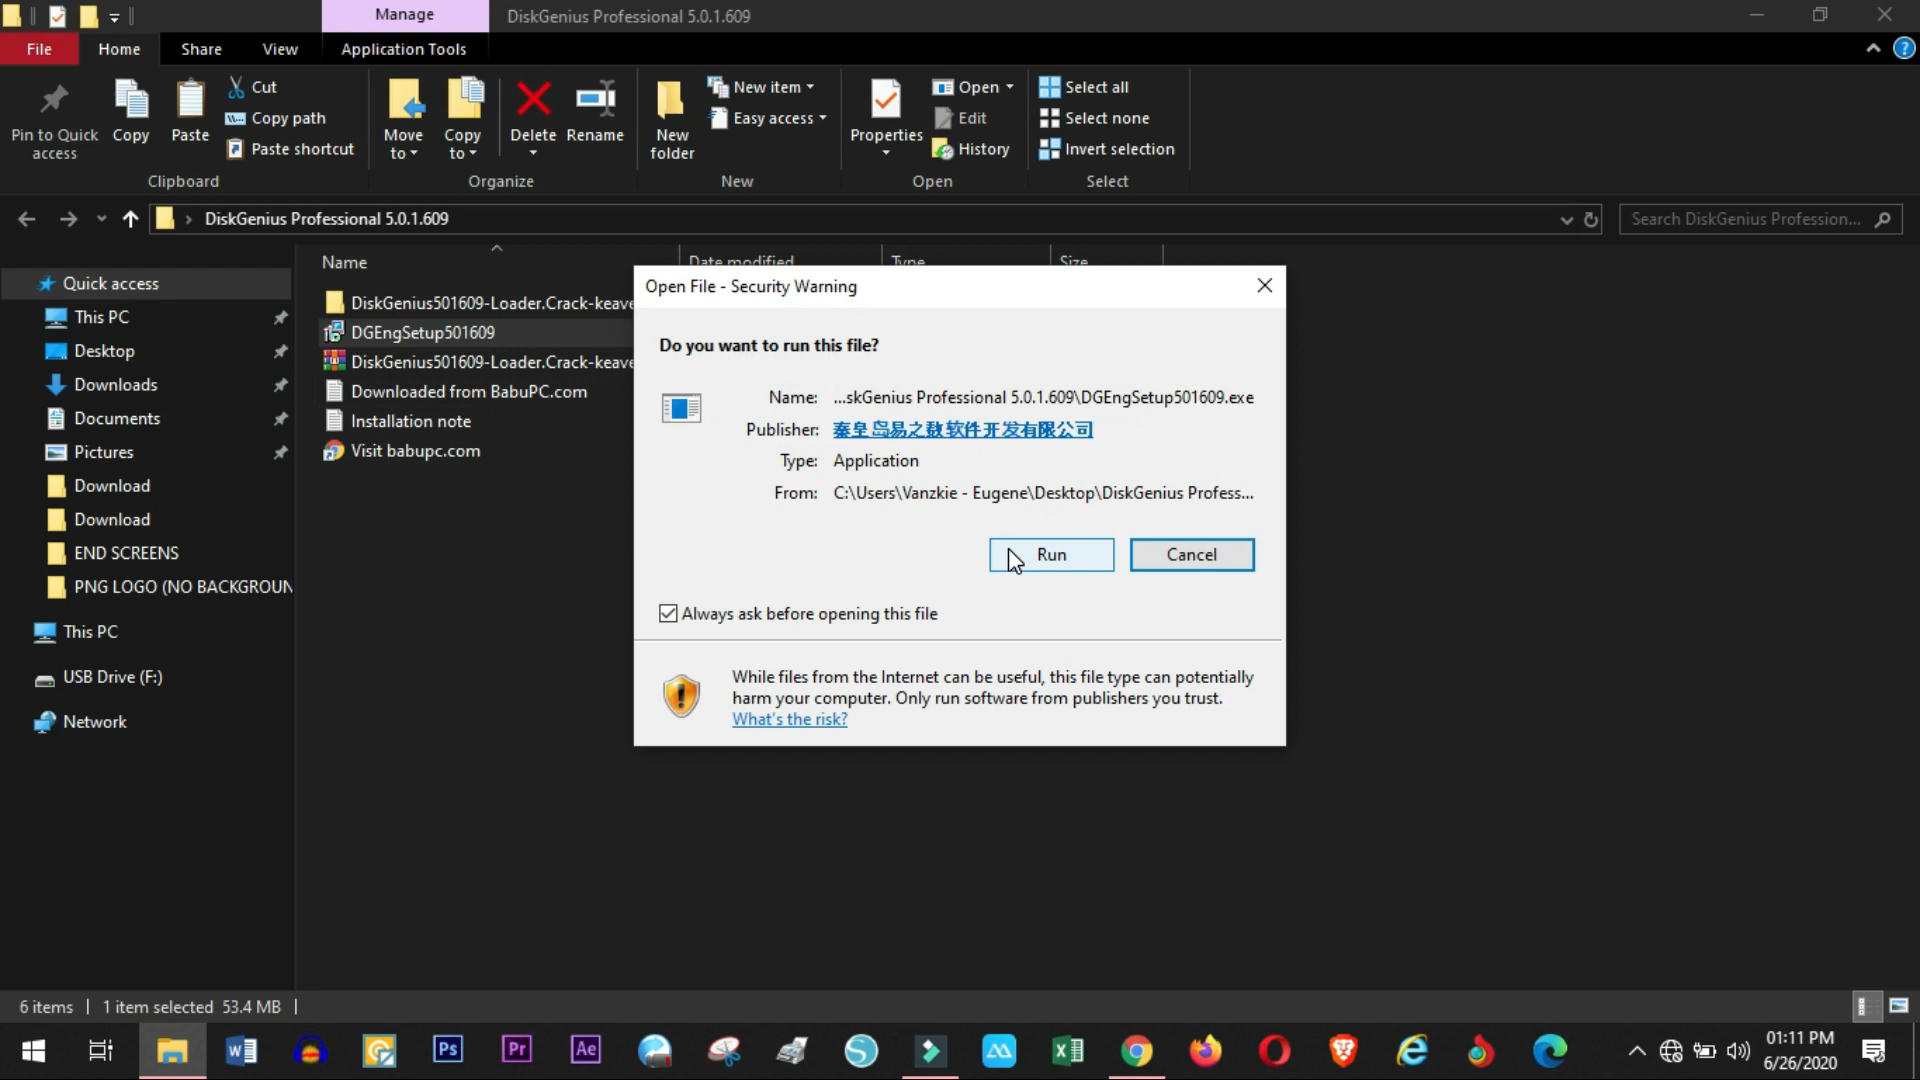 Manage
DiskGenius Professional 5.0.1.609
File
Home
Share
View
Application Tools
Pin to Quick
access
Copy
Paste
Cut
Copy path
Paste shortcut
Clipboard
Move
to
Copy
to
Delete
Rename
Organize
New
folder
New item
Easy access
New
Properties
Open
Edit
History
Open
Select all
Select none
Invert selection
Select
DiskGenius Professional 5.0.1.609
Search DiskGenius Profession...
Quick access
This PC
Desktop
Downloads
Documents
Pictures
Download
Download
END SCREENS
PNG LOGO (NO BACKGROUN
This PC
USB Drive (F:)
Network
Name
Date modified
Type
Size
DiskGenius501609-Loader.Crack-keave
DGEngSetup501609
DiskGenius501609-Loader.Crack-keave
Downloaded from BabuPC.com
Installation note
Visit babupc.com
Open File - Security Warning
Do you want to run this file?
Name: ...skGenius Professional 5.0.1.609\DGEngSetup501609.exe
Publisher: 秦皇岛易之数软件开发有限公司
Type: Application
From: C:\Users\Vanzkie - Eugene\Desktop\DiskGenius Profess...
Run
Cancel
Always ask before opening this file
While files from the Internet can be useful, this file type can potentially
harm your computer. Only run software from publishers you trust.
What's the risk?
6 items
1 item selected 53.4 MB
Ps
Pr
Ae
01:11 PM
6/26/2020